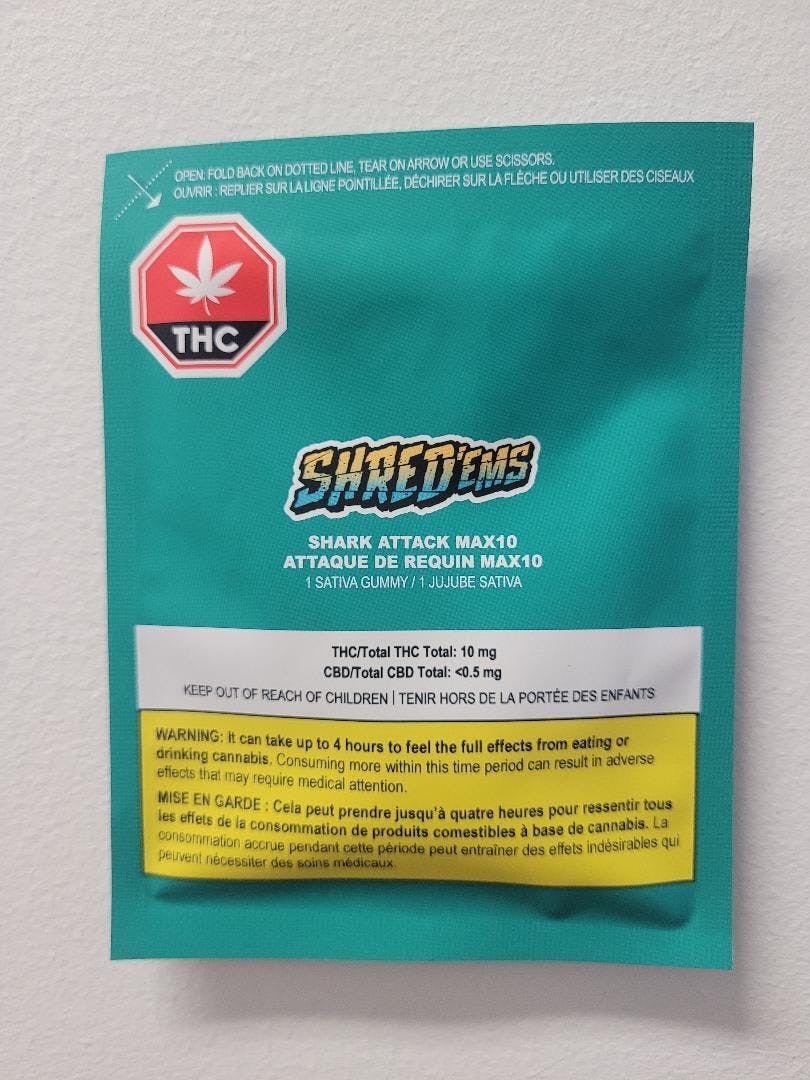 OPEN: FOLD BACK ON DOTTED LINE, TEAR ON ARROW OR USE SCISSORS.
OUVRIR : REPLIER SUR LA LIGNE POINTILLÉE, DÉCHIRER SUR LA FLÈCHE OU UTILISER DES CISEAUX
THC
SHRED'EMS
SHARK ATTACK MAX10
ATTAQUE DE REQUIN MAX10
1 SATIVA GUMMY / 1 JUJUBE SATIVA
THC/Total THC Total: 10 mg
CBD/Total CBD Total: <0.5 mg
KEEP OUT OF REACH OF CHILDREN | TENIR HORS DE LA PORTÉE DES ENFANTS
WARNING: It can take up to 4 hours to feel the full effects from eating or
drinking cannabis. Consuming more within this time period can result in adverse
effects that may require medical attention.
MISE EN GARDE : Cela peut prendre jusqu'à quatre heures pour ressentir tous
les effets de la consommation de produits comestibles à base de cannabis. La
consommation accrue pendant cette période peut entraîner des effets indésirables qui
peuvent nécessiter des soins médicaux.